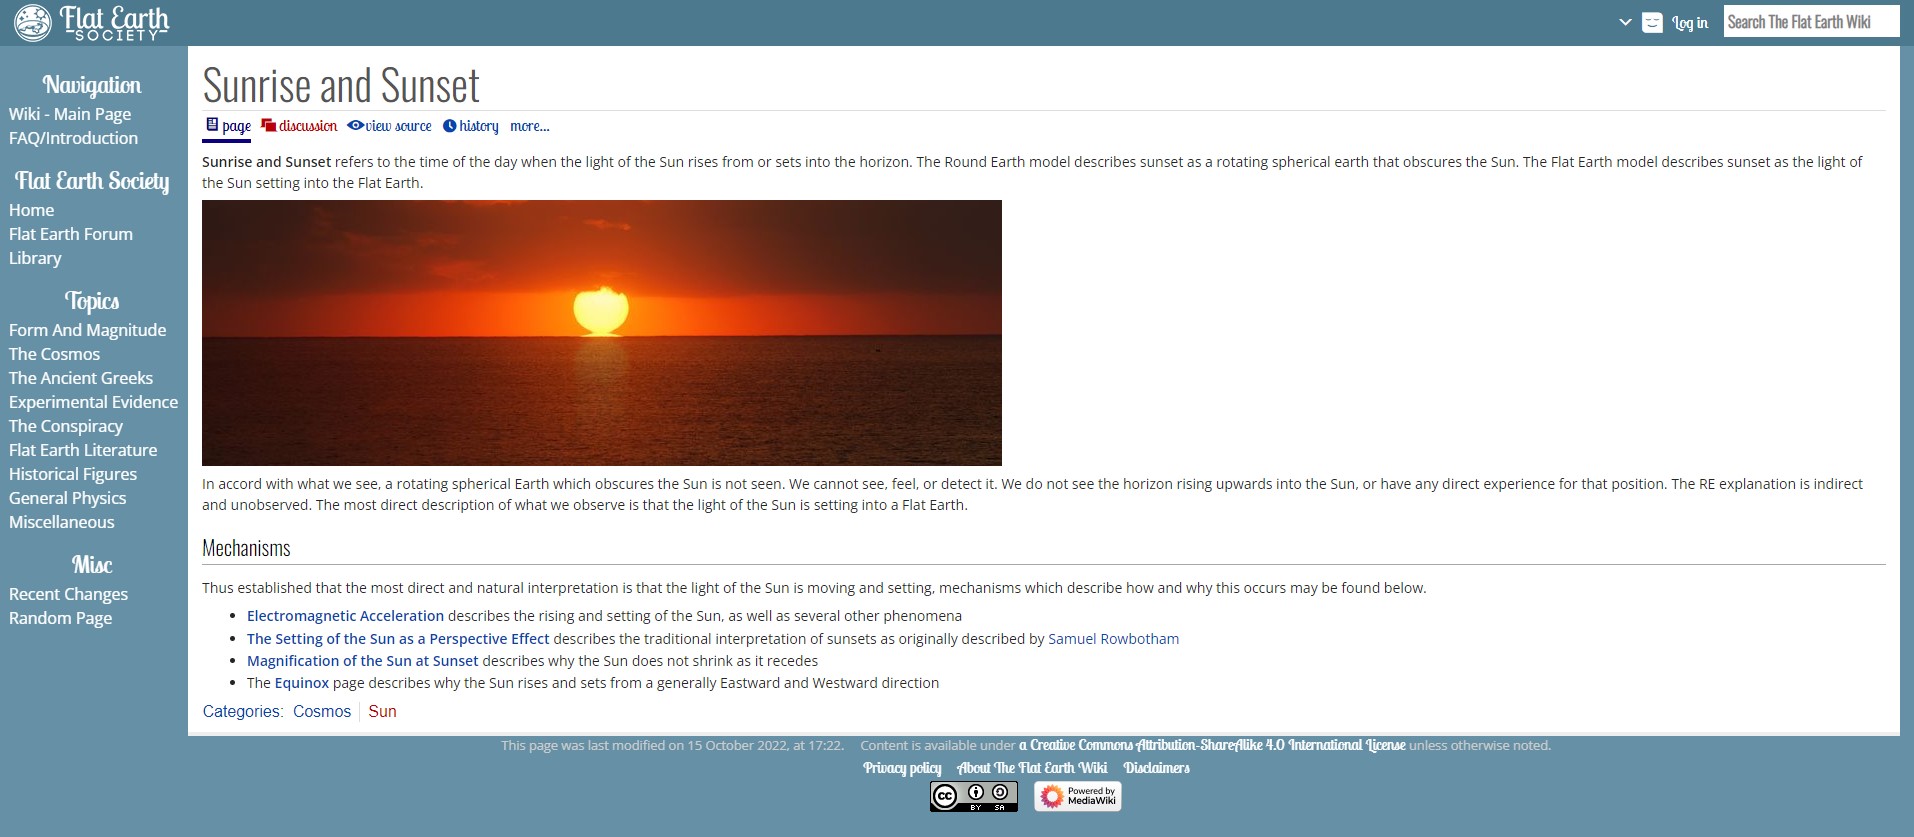 Flat Earth
SOCIETY
Log in
Search The Flat Earth Wiki
Navigation
Wiki - Main Page
FAQ/Introduction
Flat Earth Society
Home
Flat Earth Forum
Library
Topics
Form And Magnitude
The Cosmos
The Ancient Greeks
Experimental Evidence
The Conspiracy
Flat Earth Literature
Historical Figures
General Physics
Miscellaneous
Misc
Recent Changes
Random Page
Sunrise and Sunset
page discussion view source history more...
Sunrise and Sunset refers to the time of the day when the light of the Sun rises from or sets into the horizon. The Round Earth model describes sunset as a rotating spherical earth that obscures the Sun. The Flat Earth model describes sunset as the light of
the Sun setting into the Flat Earth.
In accord with what we see, a rotating spherical Earth which obscures the Sun is not seen. We cannot see, feel, or detect it. We do not see the horizon rising upwards into the Sun, or have any direct experience for that position. The RE explanation is indirect
and unobserved. The most direct description of what we observe is that the light of the Sun is setting into a Flat Earth.
Mechanisms
Thus established that the most direct and natural interpretation is that the light of the Sun is moving and setting, mechanisms which describe how and why this occurs may be found below.
• Electromagnetic Acceleration describes the rising and setting of the Sun, as well as several other phenomena
• The Setting of the Sun as a Perspective Effect describes the traditional interpretation of sunsets as originally described by Samuel Rowbotham
• Magnification of the Sun at Sunset describes why the Sun does not shrink as it recedes
• The Equinox page describes why the Sun rises and sets from a generally Eastward and Westward direction
Categories: Cosmos Sun
This page was last modified on 15 October 2022, at 17:22. Content is available under a Creative Commons Attribution-ShareAlike 4.0 International License unless otherwise noted.
Privacy policy About The Flat Earth Wiki Disclaimers
CC BY SA
Powered by
MediaWiki